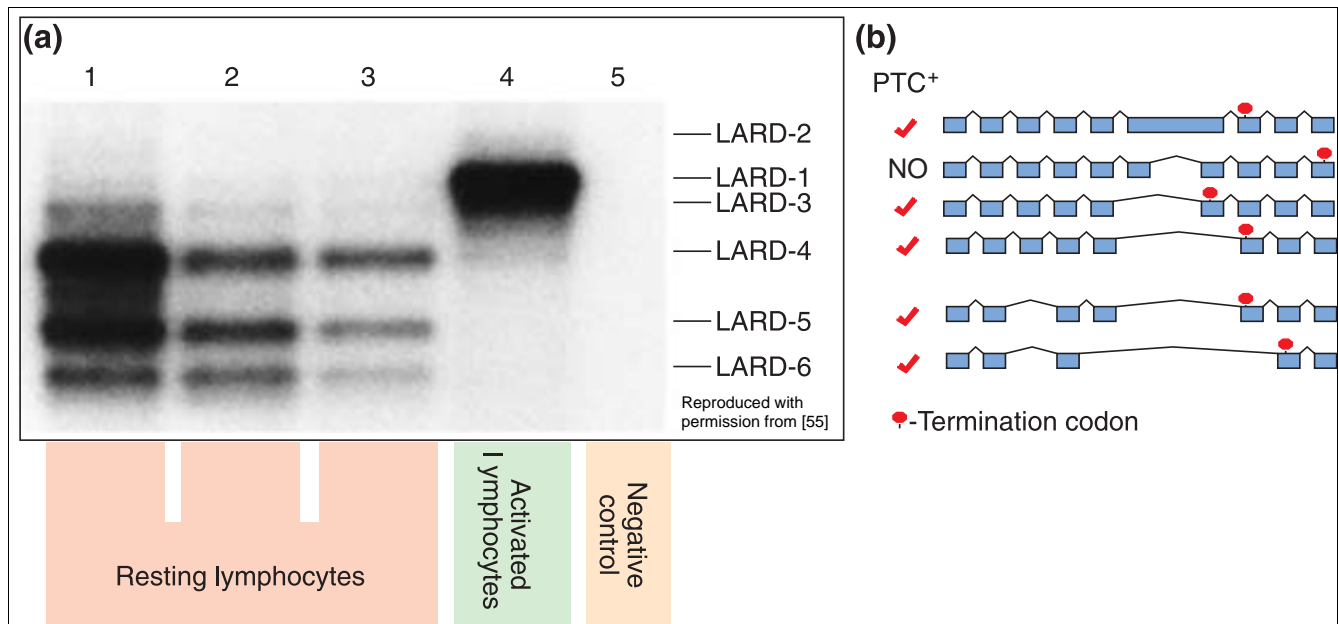 (a)
1 2 3 4 5
LARD-2
LARD-1
LARD-3
LARD-4
LARD-5
LARD-6
Reproduced with
permission from [55]
Resting lymphocytes
Activated
lymphocytes
Negative
control
(b)
PTC+
NO
-Termination codon